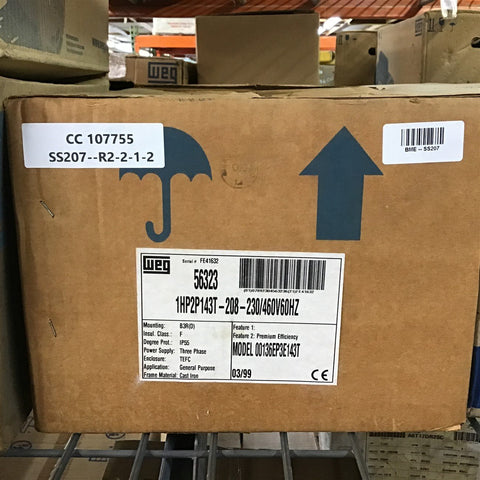 weg
CC 107755
SS207--R2-2-1-2
BME -- SS207
weg
Serial # FE41632
56323
1HP2P143T-208-230/460V60HZ
Mounting: B3R(D)
Insul. Class.: F
Degree Prot.: IP55
Power Supply: Three Phase
Enclosure: TEFC
Application: General Purpose
Frame Material: Cast Iron
Feature 1:
Feature 2: Premium Efficiency
MODEL 00136EP3E143T
03/99
CE